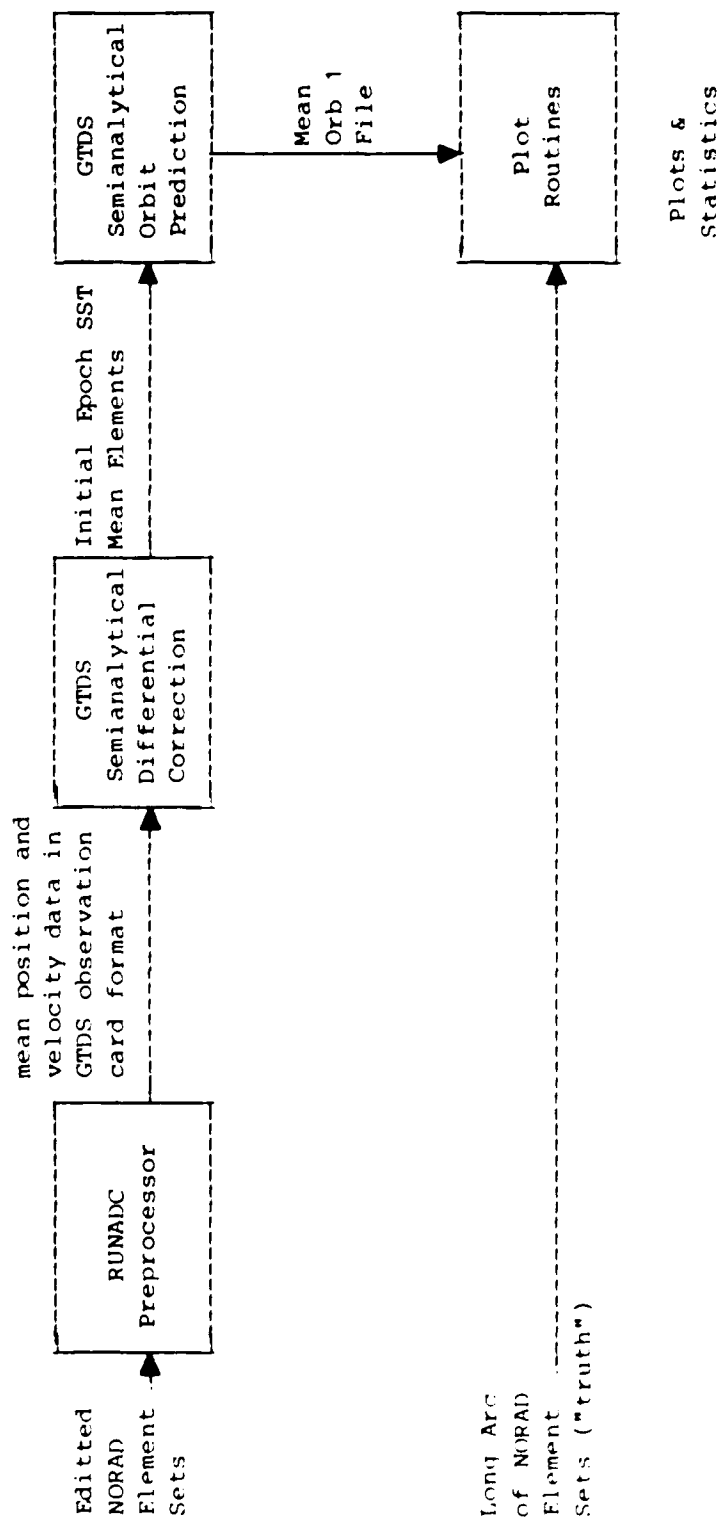 Editted
NORAD
Element
Sets
RUNADC
Preprocessor
mean position and
velocity data in
GTDS observation
card format
GTDS
Semianalytical
Differential
Correction
Initial Epoch SST
Mean Elements
GTDS
Semianalytical
Orbit
Prediction
Mean
Orb 1
File
Long Arc
of NORAD
Element
Sets ("truth")
Plot
Routines
Plots &
Statistics